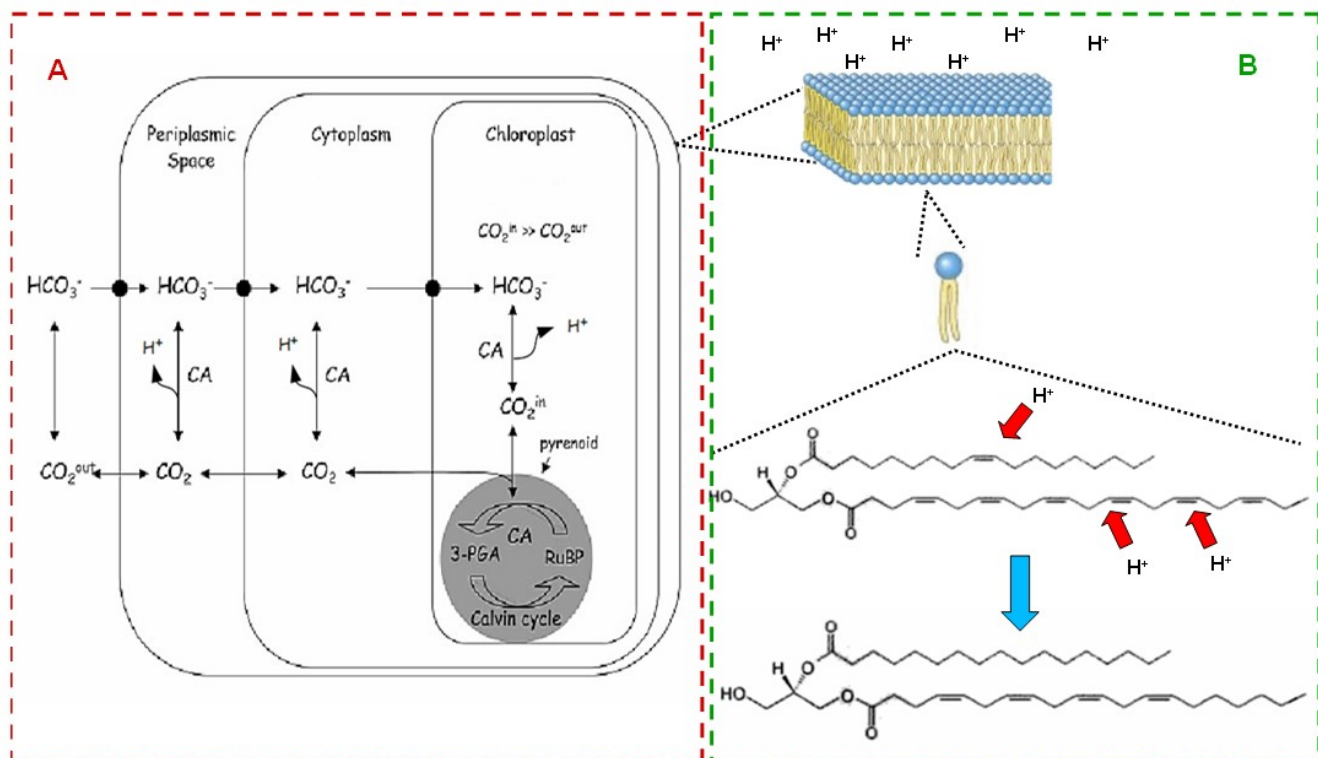 A
Periplasmic
Space
Cytoplasm
Chloroplast
CO₂ⁱⁿ >> CO₂ᵒᵘᵗ
HCO₃⁻
HCO₃⁻
HCO₃⁻
HCO₃⁻
H⁺
CA
H⁺
CA
CA
H⁺
CO₂ⁱⁿ
pyrenoid
CO₂ᵒᵘᵗ
CO₂
CO₂
CA
3-PGA
RuBP
Calvin cycle
B
H⁺
H⁺
H⁺
H⁺
H⁺
H⁺
H⁺
H⁺
O
H
O
HO
O
O
H⁺
H⁺
O
H
O
HO
O
O